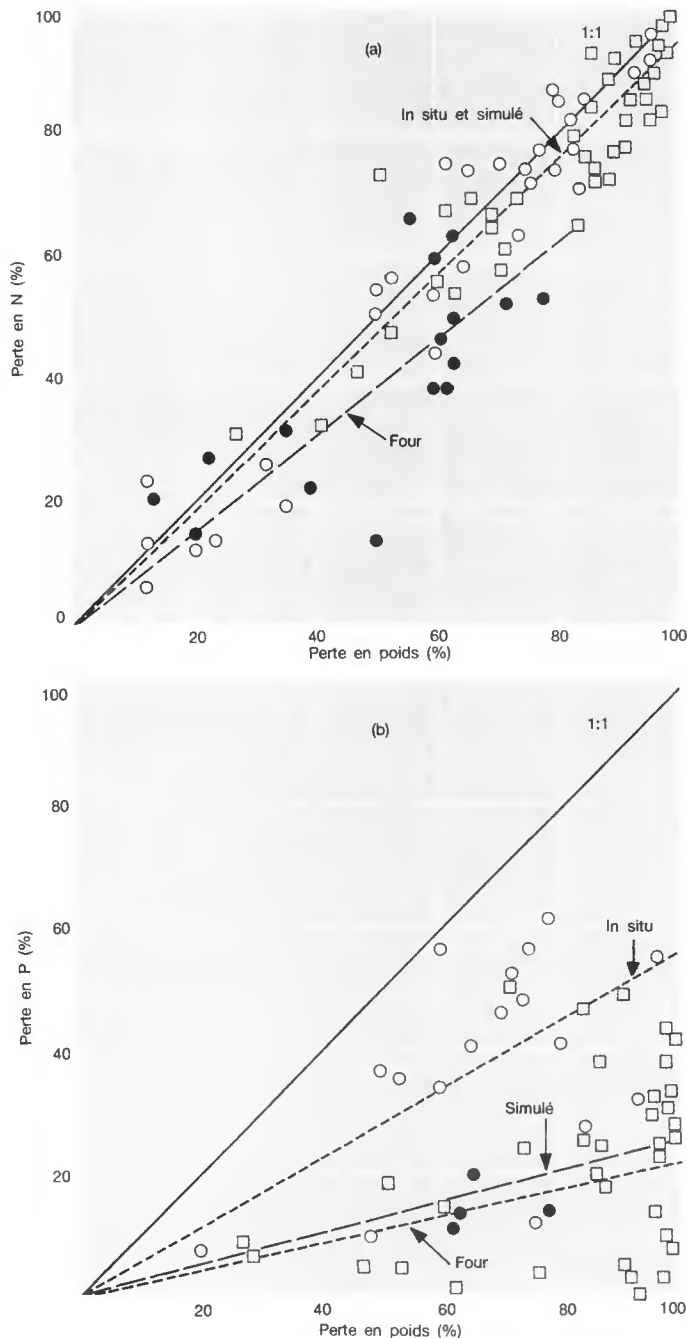 100
(a)
1:1
In situ et simulé
80
60
Perte en N (%)
40
Four
20
0
20 40 60 80 100
Perte en poids (%)
100
(b)
1:1
80
60
In situ
Perte en P (%)
40
Simulé
20
Four
20 40 60 80 100
Perte en poids (%)